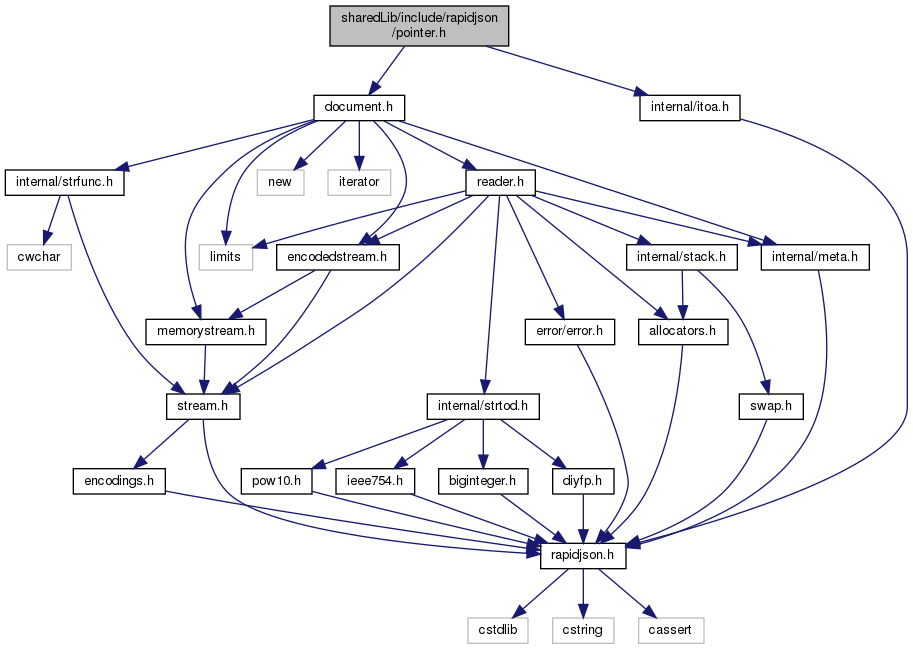 sharedLib/include/rapidjson
/pointer.h
document.h
internal/itoa.h
internal/strfunc.h
new
iterator
reader.h
cwchar
limits
encodedstream.h
internal/stack.h
internal/meta.h
memorystream.h
error/error.h
allocators.h
stream.h
internal/strtod.h
swap.h
encodings.h
pow10.h
ieee754.h
biginteger.h
diyfp.h
rapidjson.h
cstdlib
cstring
cassert